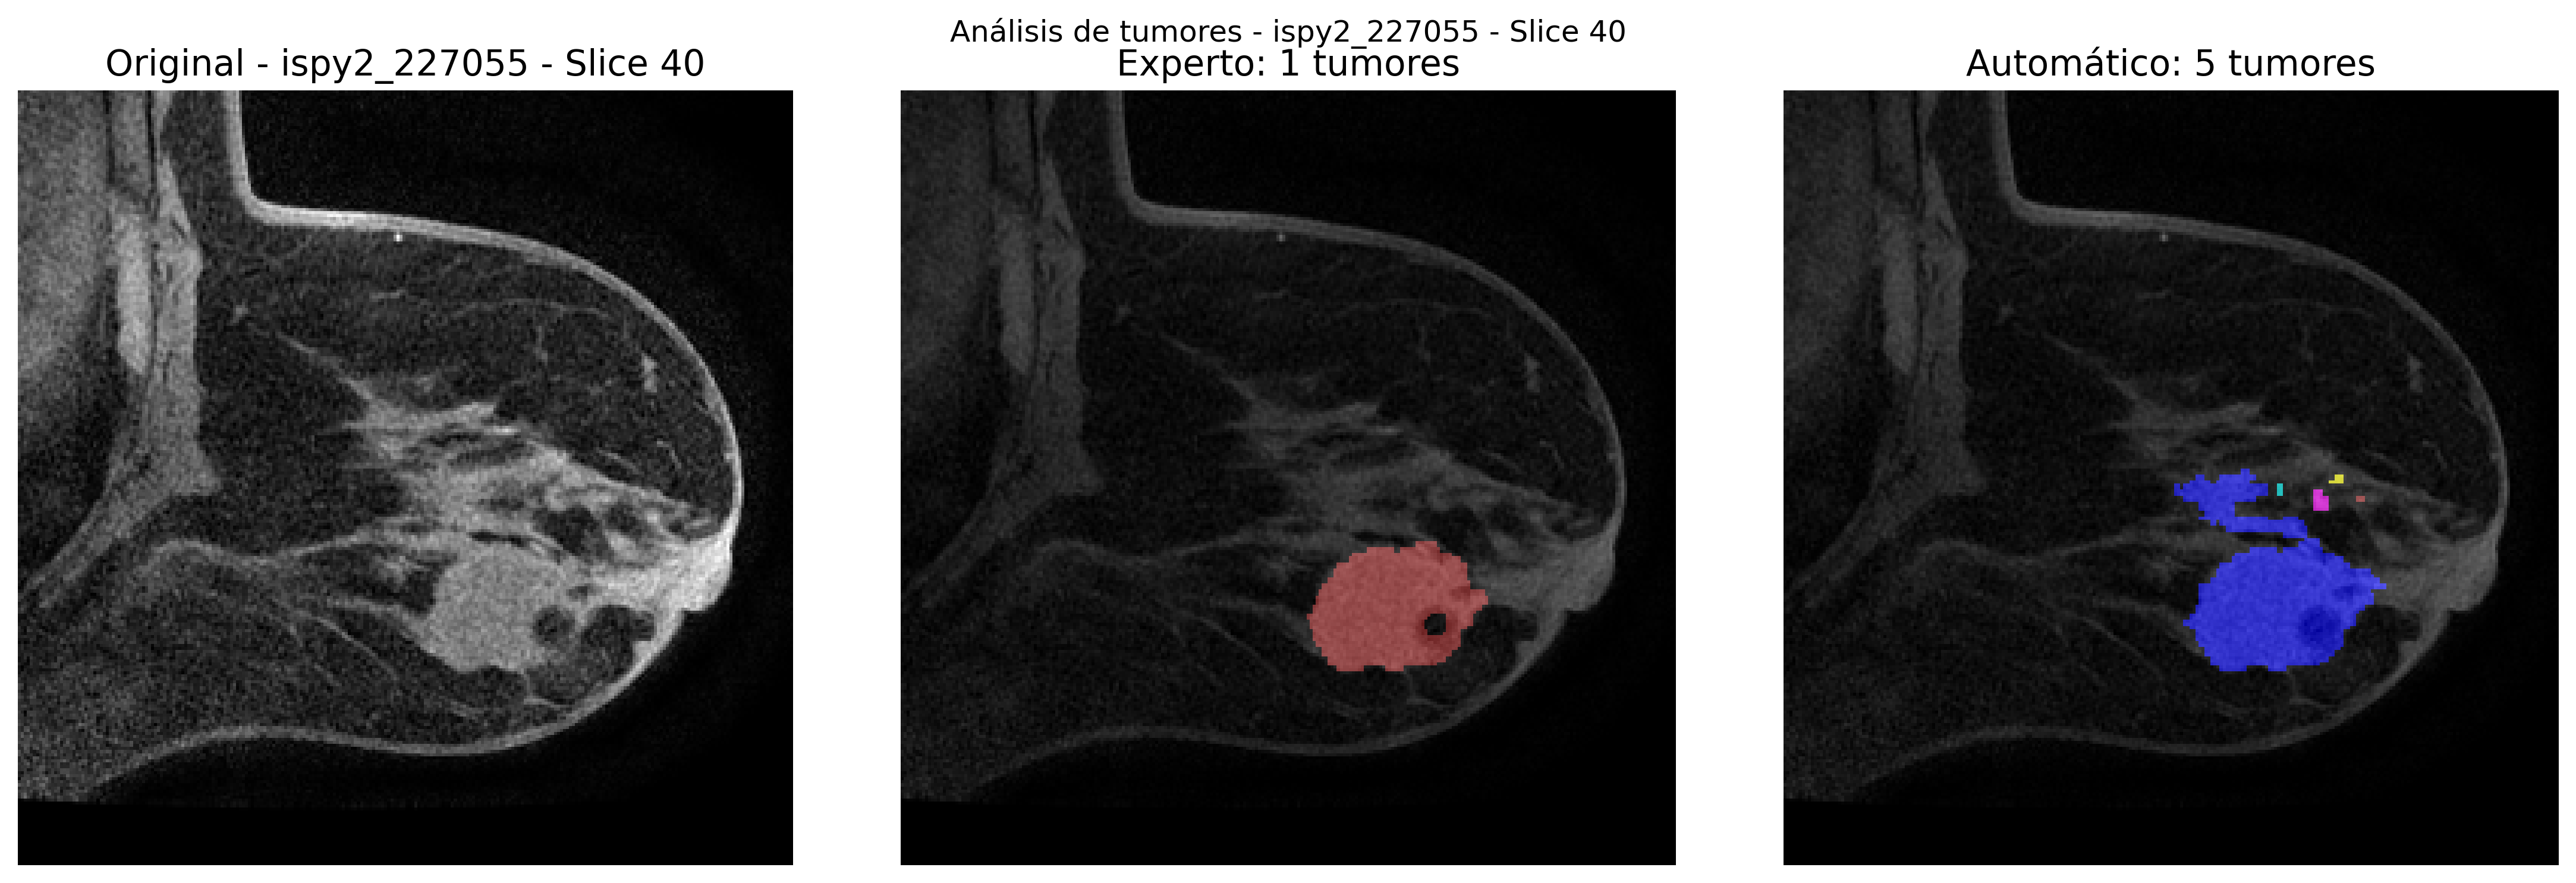 Análisis de tumores - ispy2_227055 - Slice 40
Original - ispy2_227055 - Slice 40
Experto: 1 tumores
Automático: 5 tumores